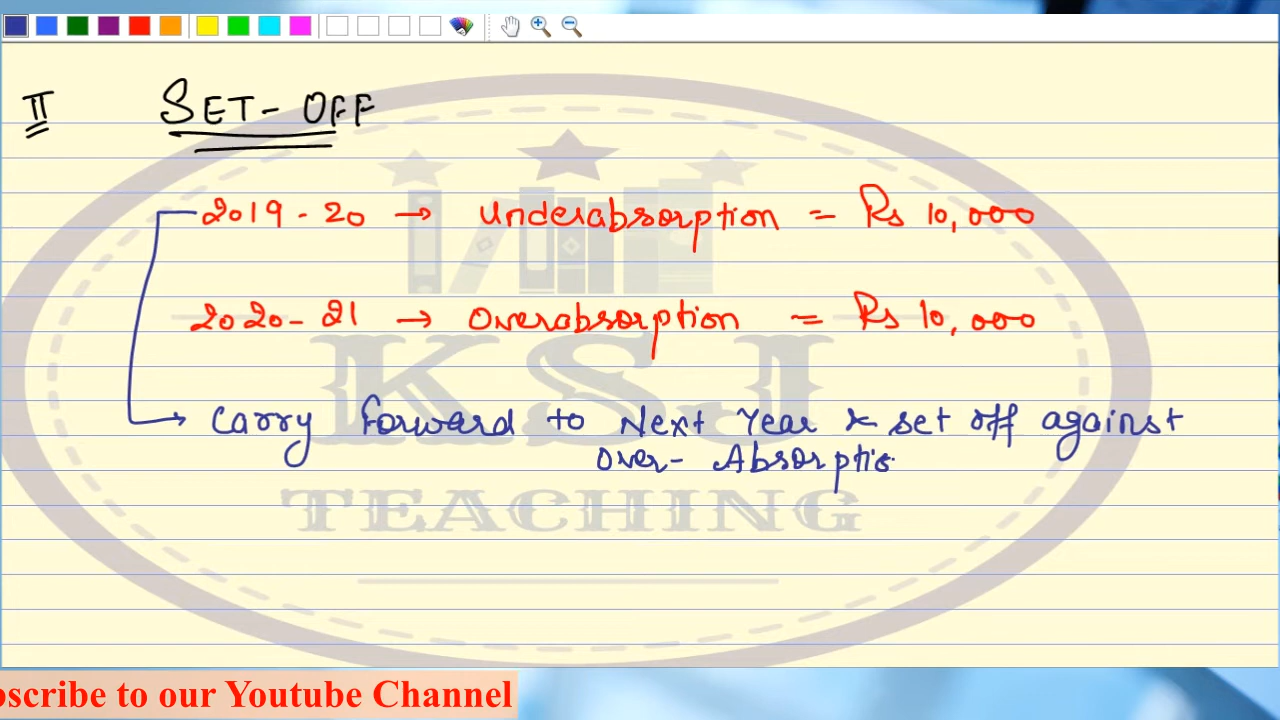 II SET-OFF
2019-20 → Underabsorption = Rs 10,000
2020-21 → Overabsorption = Rs 10,000
→ Carry forward to Next Year & set off against
Over-Absorptio
KSJ
TEACHING
bscribe to our Youtube Channel